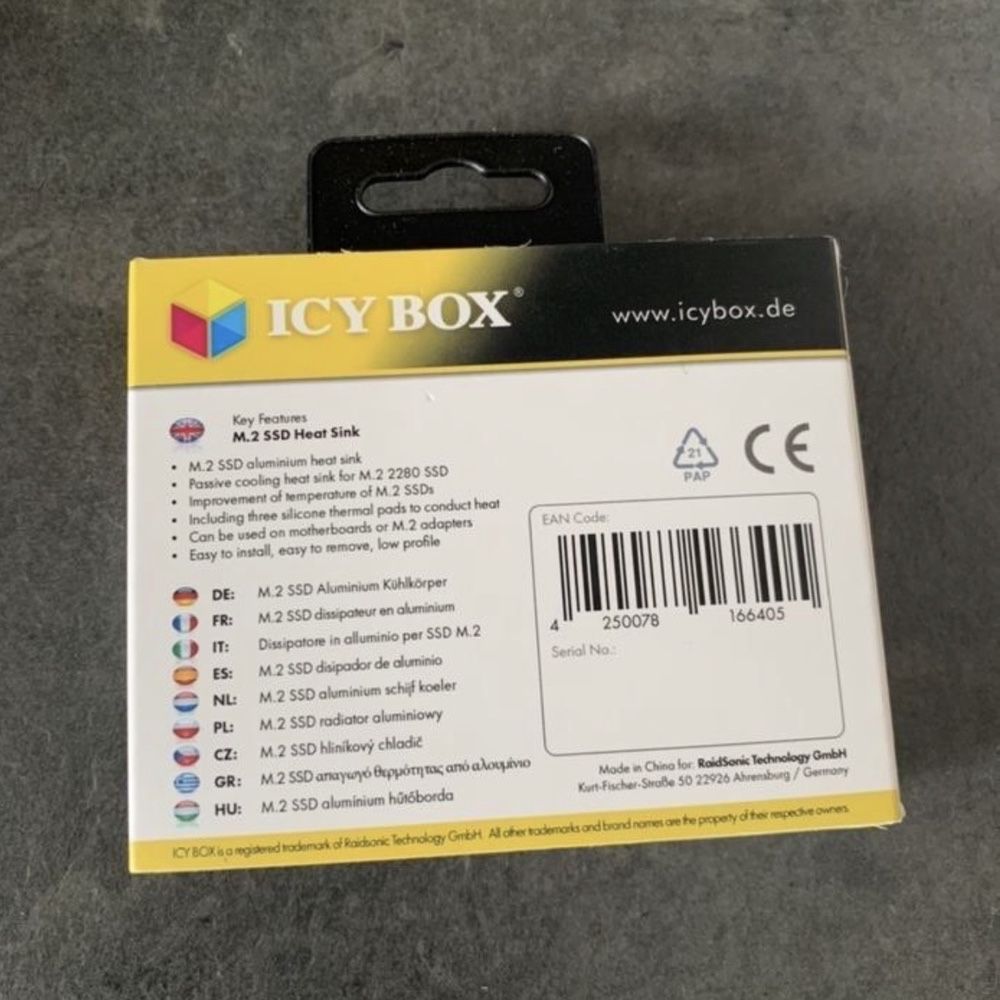 ICY BOX®
www.icybox.de
Key Features
M.2 SSD Heat Sink
• M.2 SSD aluminium heat sink
• Passive cooling heat sink for M.2 2280 SSD
• Improvement of temperature of M.2 SSDs
• Including three silicone thermal pads to conduct heat
• Can be used on motherboards or M.2 adapters
• Easy to install, easy to remove, low profile
21
PAP
CE
EAN Code:
4 250078 166405
Serial No.:
DE: M.2 SSD Aluminium Kühlkörper
FR: M.2 SSD dissipateur en aluminium
IT: Dissipatore in alluminio per SSD M.2
ES: M.2 SSD disipador de aluminio
NL: M.2 SSD aluminium schijf koeler
PL: M.2 SSD radiator aluminiowy
CZ: M.2 SSD hliníkový chladič
GR: M.2 SSD απαγωγό θερμότητας από αλουμίνιο
HU: M.2 SSD alumínium hűtőborda
Made in China for: RaidSonic Technology GmbH
Kurt-Fischer-Straße 50 22926 Ahrensburg / Germany
ICY BOX is a registered trademark of Raidsonic Technology GmbH. All other trademarks and brand names are the property of their respective owners.